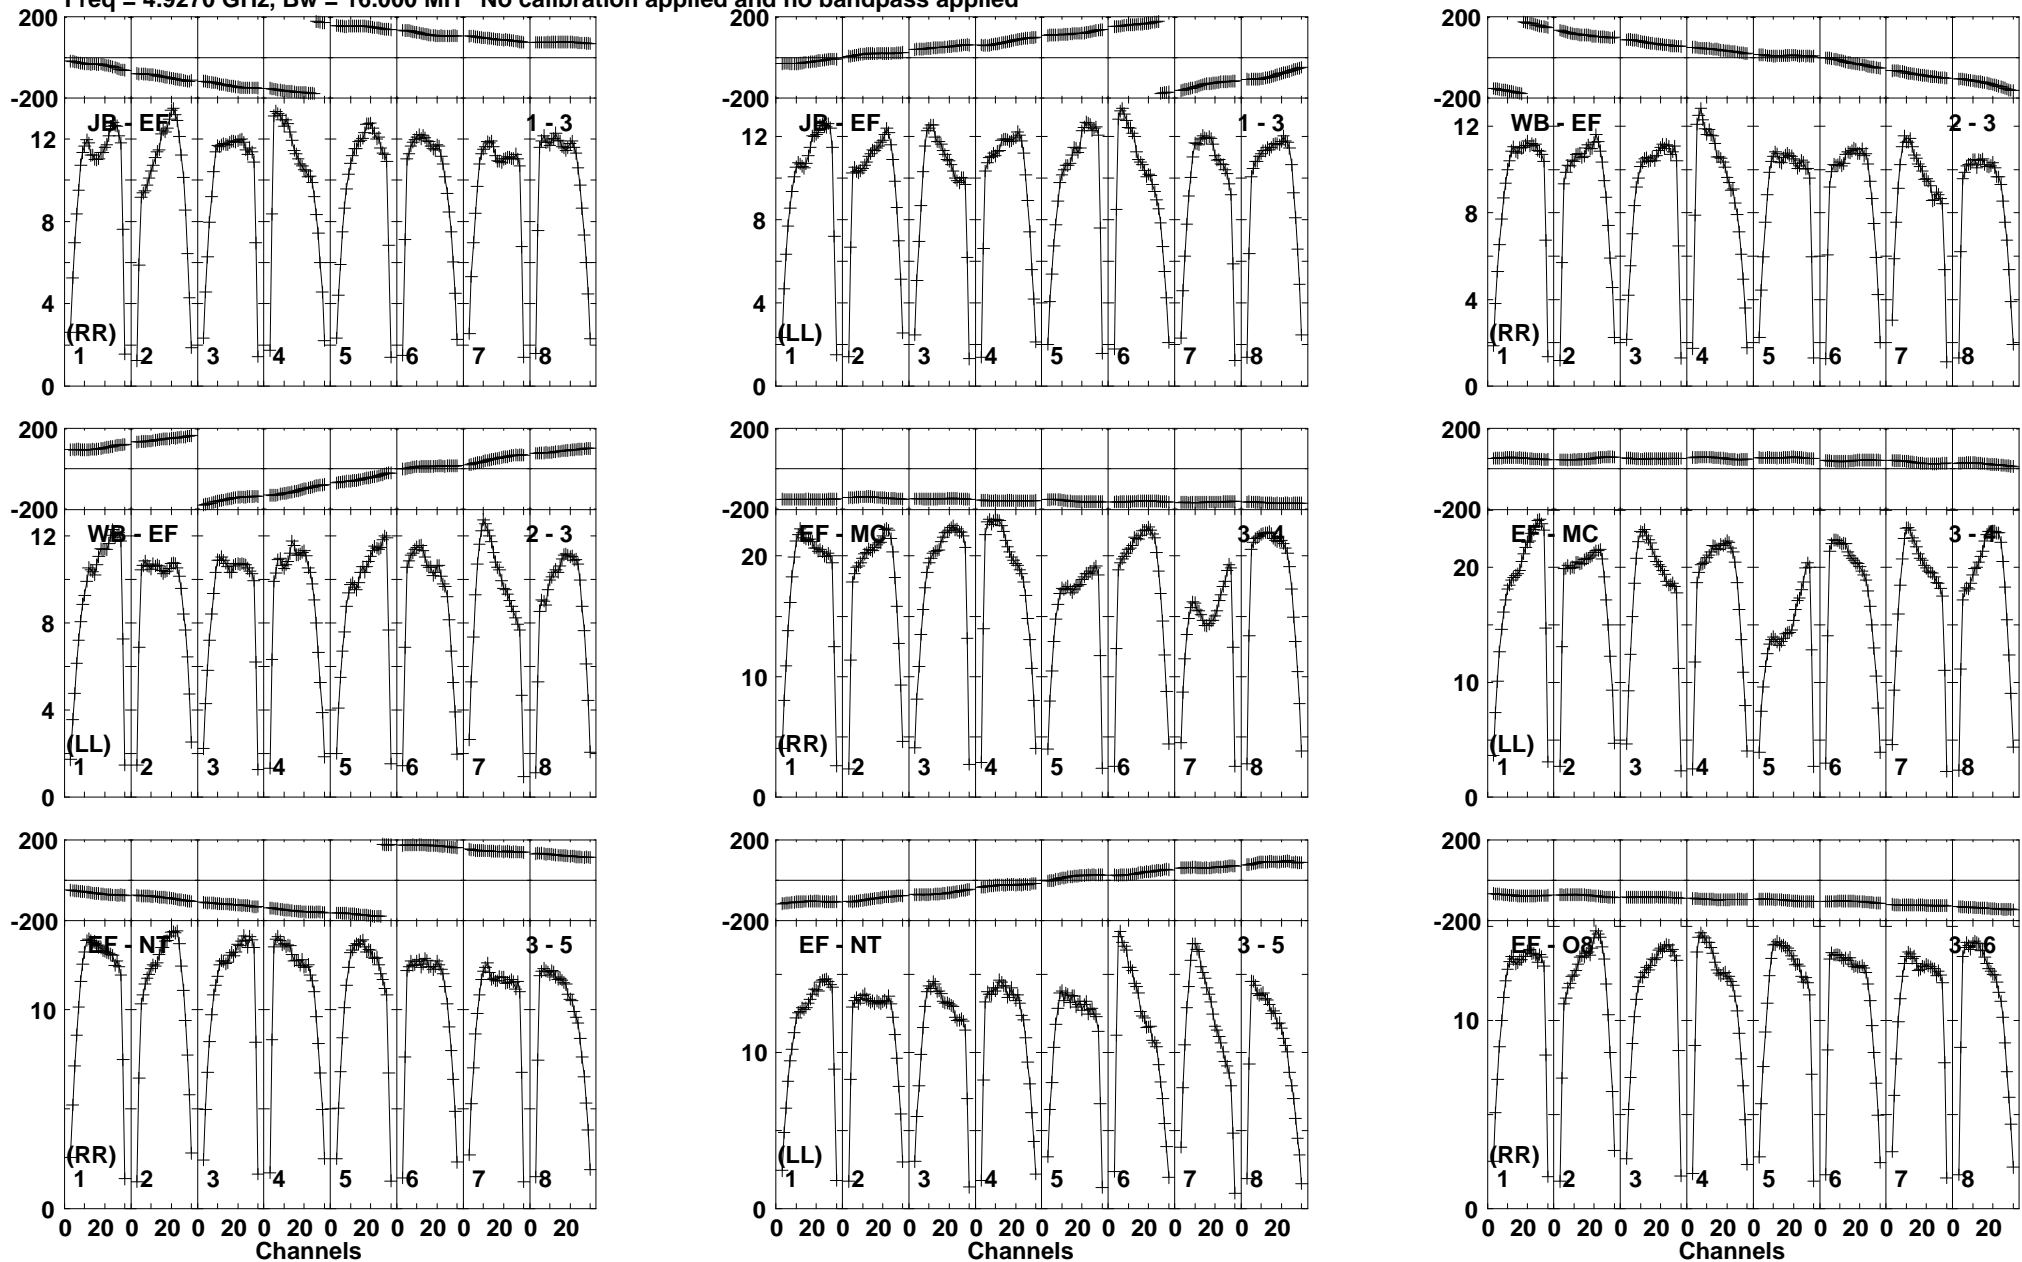 Freq = 4.9270 GHz, Bw = 16.000 MH No calibration applied and no bandpass applied
200 200 200
-200 -200 -200
JB - EF 1 - 3 JB - EF 1 - 3 WB - EF 2 - 3
12 12 12
8 8 8
4 4 4
(RR) (LL) (RR)
1 2 3 4 5 6 7 8 1 2 3 4 5 6 7 8 1 2 3 4 5 6 7 8
0 0 0
200 200 200
-200 -200 -200
WB - EF 2 - 3 EF - MC 3 - 4 EF - MC 3 - 4
12 20 20
8
4 10 10
(LL) (RR) (LL)
1 2 3 4 5 6 7 8 1 2 3 4 5 6 7 8 1 2 3 4 5 6 7 8
0 0 0
200 200 200
-200 -200 -200
EF - NT 3 - 5 EF - NT 3 - 5 EF - O8 3 - 6
10 10 10
(RR) (LL) (RR)
1 2 3 4 5 6 7 8 1 2 3 4 5 6 7 8 1 2 3 4 5 6 7 8
0 0 0
0 20 0 20 0 20 0 20 0 20 0 20 0 20 0 20 0 20 0 20 0 20 0 20 0 20 0 20 0 20 0 20 0 20 0 20 0 20 0 20 0 20 0 20 0 20 0 20
Channels Channels Channels